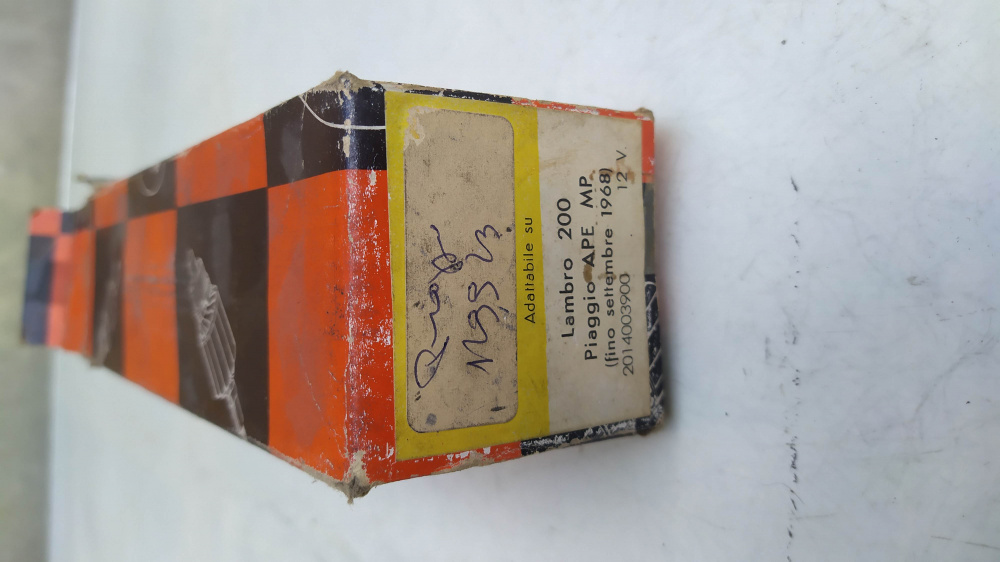 Adattabile su
Lambro 200
Piaggio APE MP.
(fino settembre 1968)
12 V.
2014003900